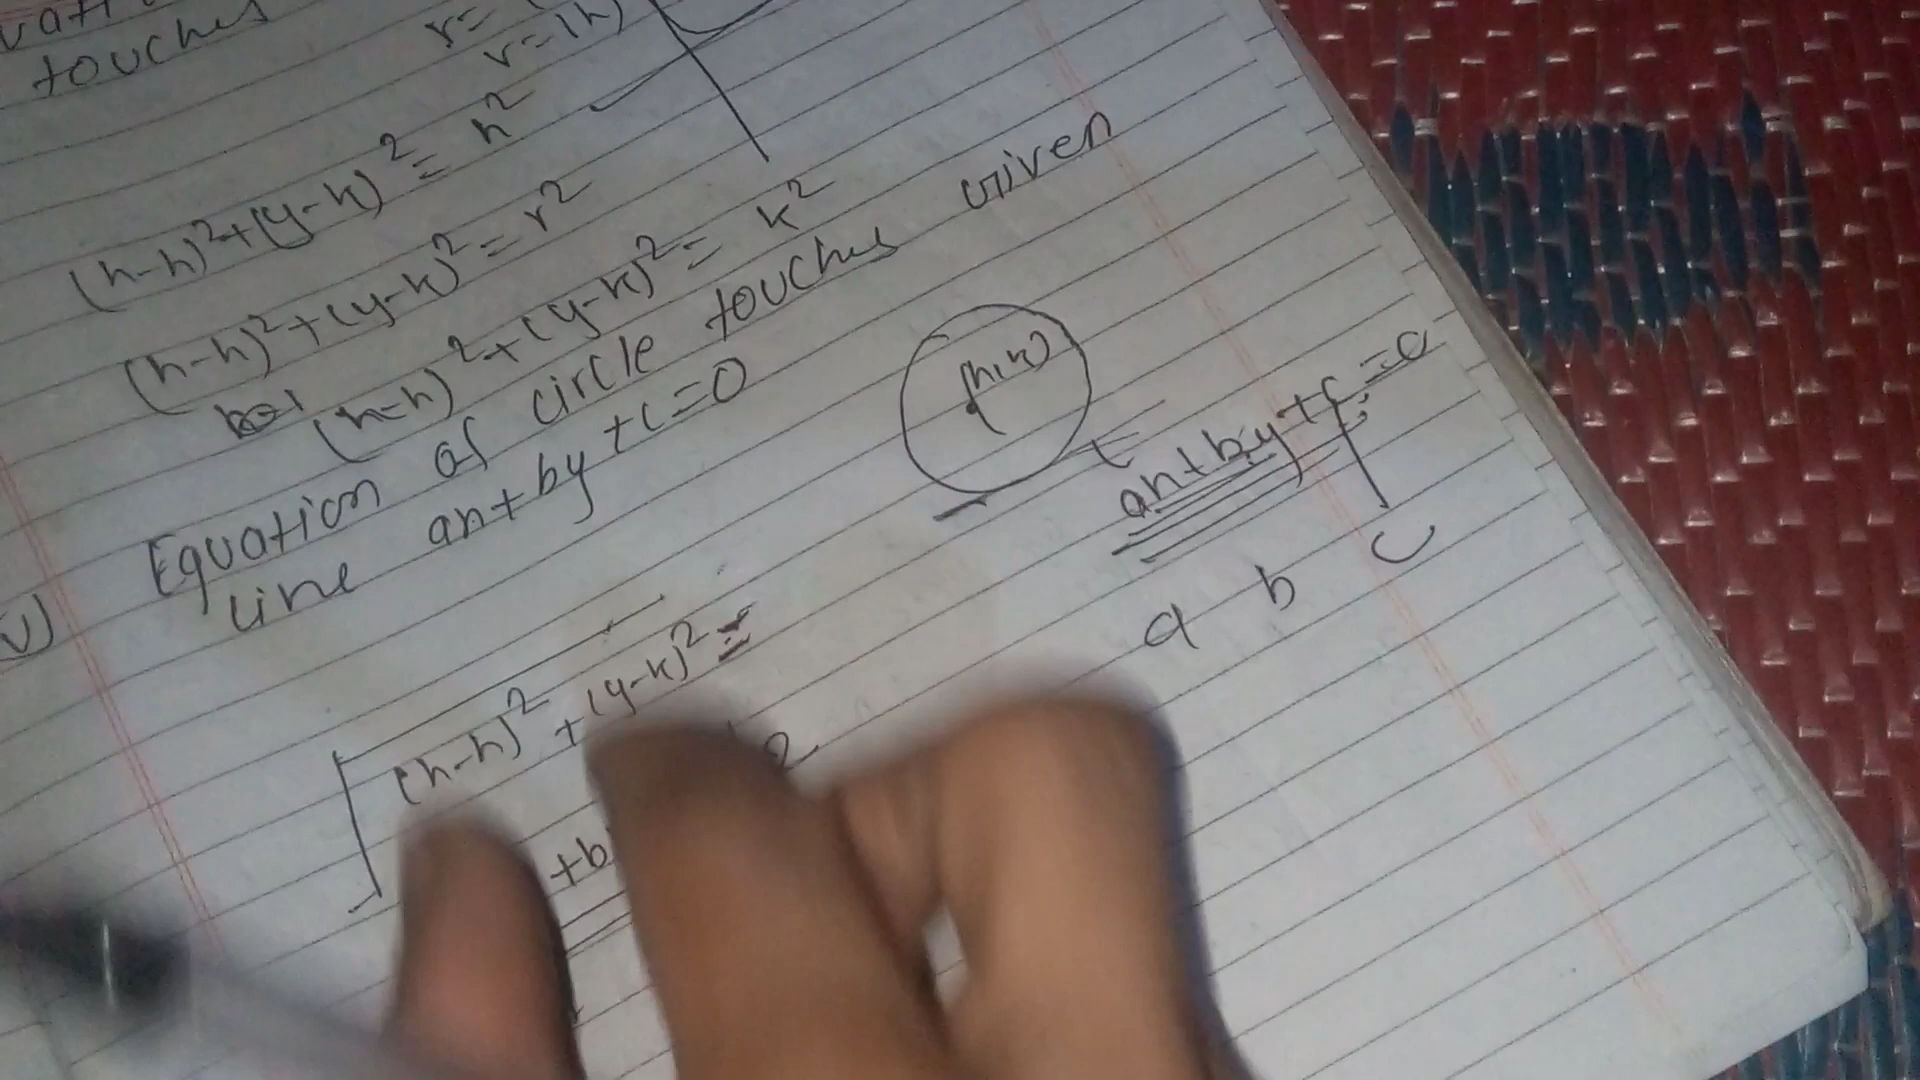 touches
r=
r=|h|
(x-h)²+(y-k)²=h²
(x-h)²+(y-k)²=r²
(x-h)²+(y-k)²=k²
v) Equation of circle touches given
line ax+by+c=0
(h,k)
ax+by+c=0
a b c
(x-h)²+(y-k)²=
+b
2